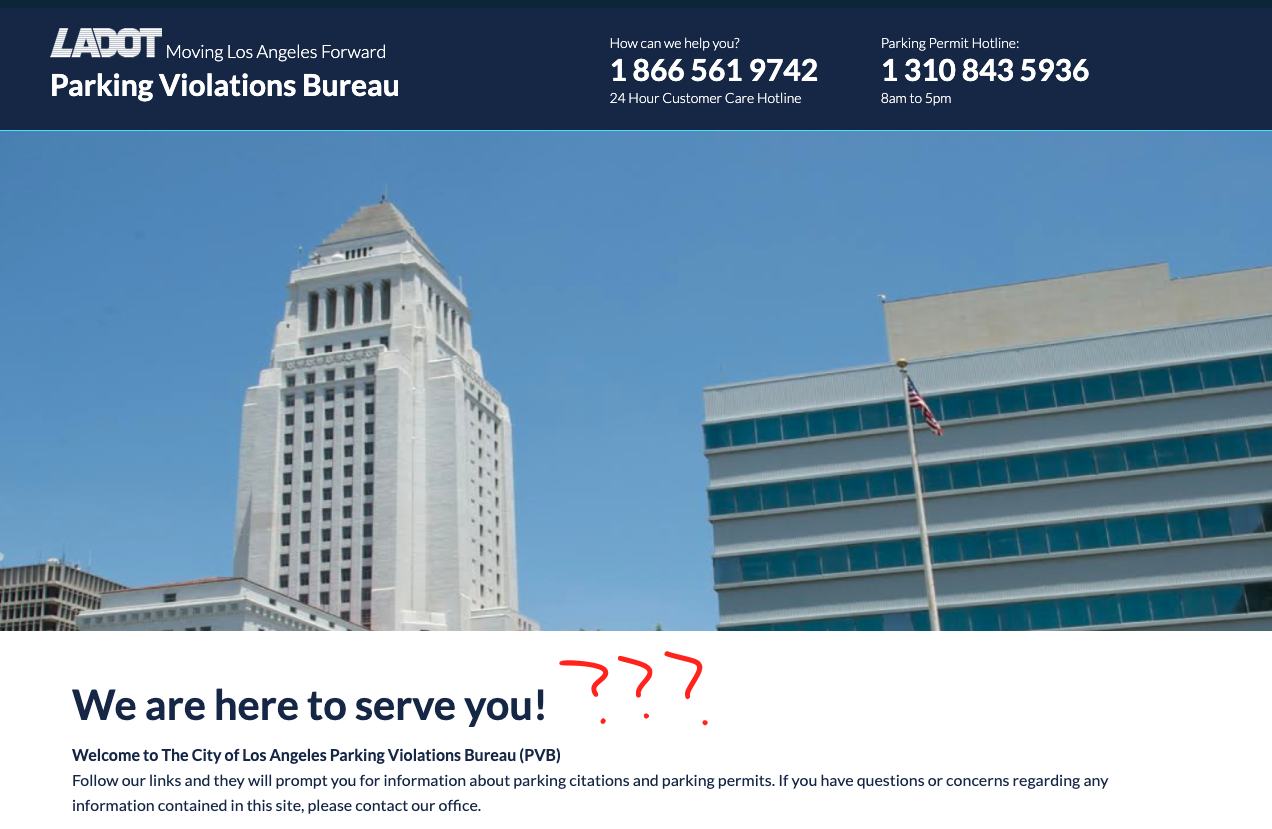 LADOT Moving Los Angeles Forward
Parking Violations Bureau
How can we help you?
1 866 561 9742
24 Hour Customer Care Hotline
Parking Permit Hotline:
1 310 843 5936
8am to 5pm
We are here to serve you! ???
Welcome to The City of Los Angeles Parking Violations Bureau (PVB)
Follow our links and they will prompt you for information about parking citations and parking permits. If you have questions or concerns regarding any
information contained in this site, please contact our office.